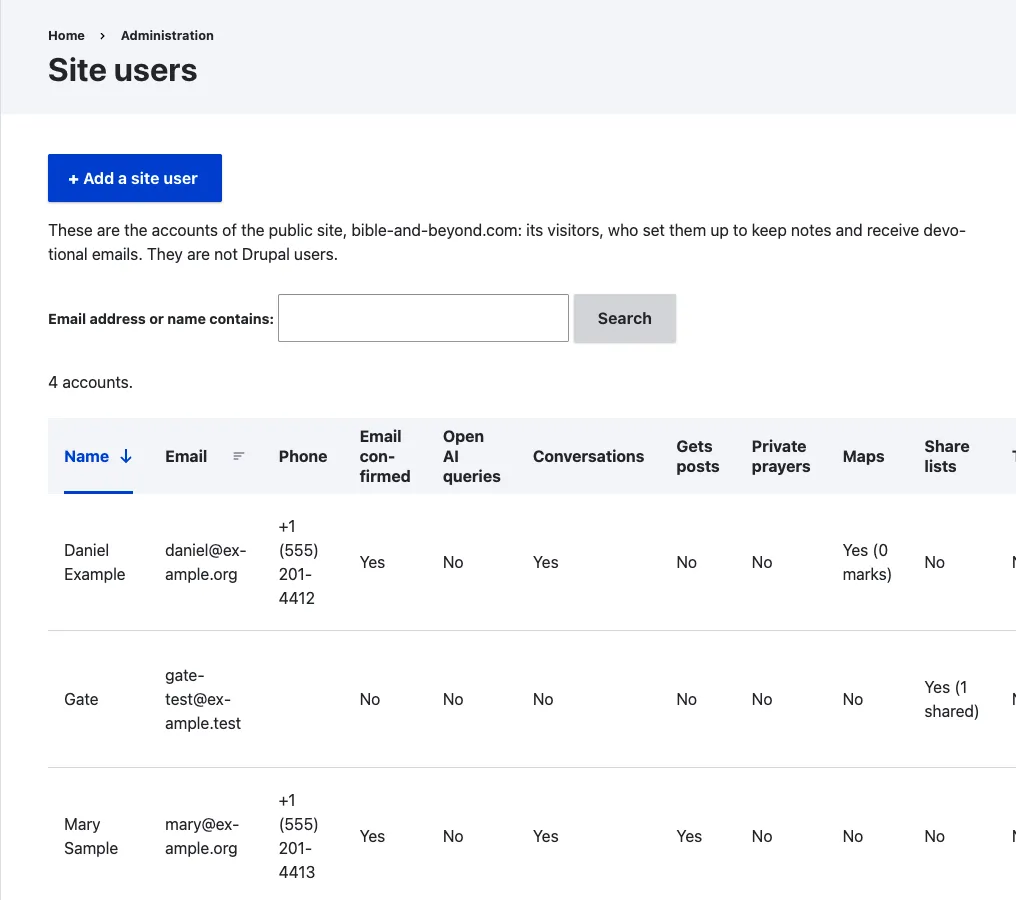 Home > Administration
Site users
+ Add a site user
These are the accounts of the public site, bible-and-beyond.com: its visitors, who set them up to keep notes and receive devo-
tional emails. They are not Drupal users.
Email address or name contains: Search
4 accounts.
Name ↓ Email Phone Email con-firmed Open AI queries Conversations Gets posts Private prayers Maps Share lists
Daniel Example daniel@ex-ample.org +1 (555) 201-4412 Yes No Yes No No Yes (0 marks) No
Gate gate-test@ex-ample.test No No No No No No Yes (1 shared)
Mary Sample mary@ex-ample.org +1 (555) 201-4413 Yes No Yes Yes No No No